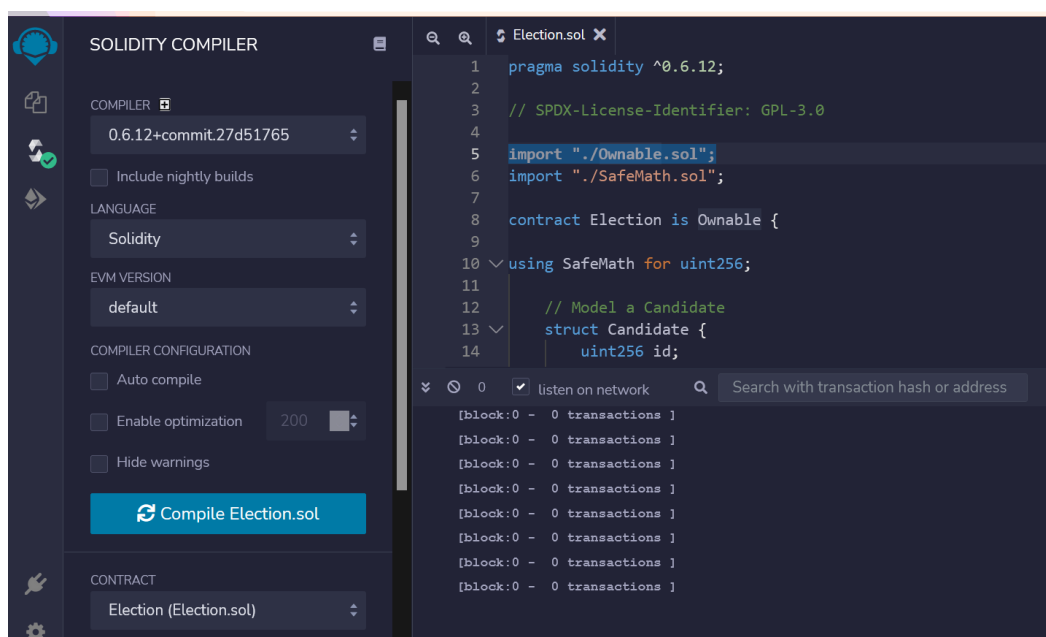 SOLIDITY COMPILER
COMPILER
0.6.12+commit.27d51765
Include nightly builds
LANGUAGE
Solidity
EVM VERSION
default
COMPILER CONFIGURATION
Auto compile
Enable optimization 200
Hide warnings
Compile Election.sol
CONTRACT
Election (Election.sol)
Election.sol
1 pragma solidity ^0.6.12;
2
3 // SPDX-License-Identifier: GPL-3.0
4
5 import "./Ownable.sol";
6 import "./SafeMath.sol";
7
8 contract Election is Ownable {
9
10 using SafeMath for uint256;
11
12 // Model a Candidate
13 struct Candidate {
14 uint256 id;
0 listen on network Search with transaction hash or address
[block:0 - 0 transactions ]
[block:0 - 0 transactions ]
[block:0 - 0 transactions ]
[block:0 - 0 transactions ]
[block:0 - 0 transactions ]
[block:0 - 0 transactions ]
[block:0 - 0 transactions ]
[block:0 - 0 transactions ]